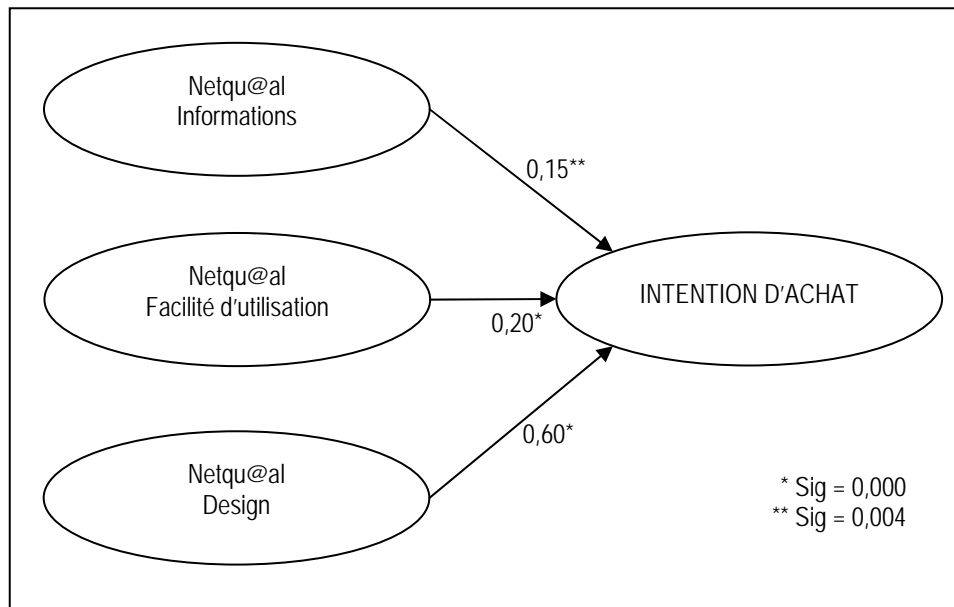 Netqu@al
Informations
0,15**
Netqu@al
Facilité d'utilisation
INTENTION D'ACHAT
0,20*
0,60*
Netqu@al
Design
* Sig = 0,000
** Sig = 0,004